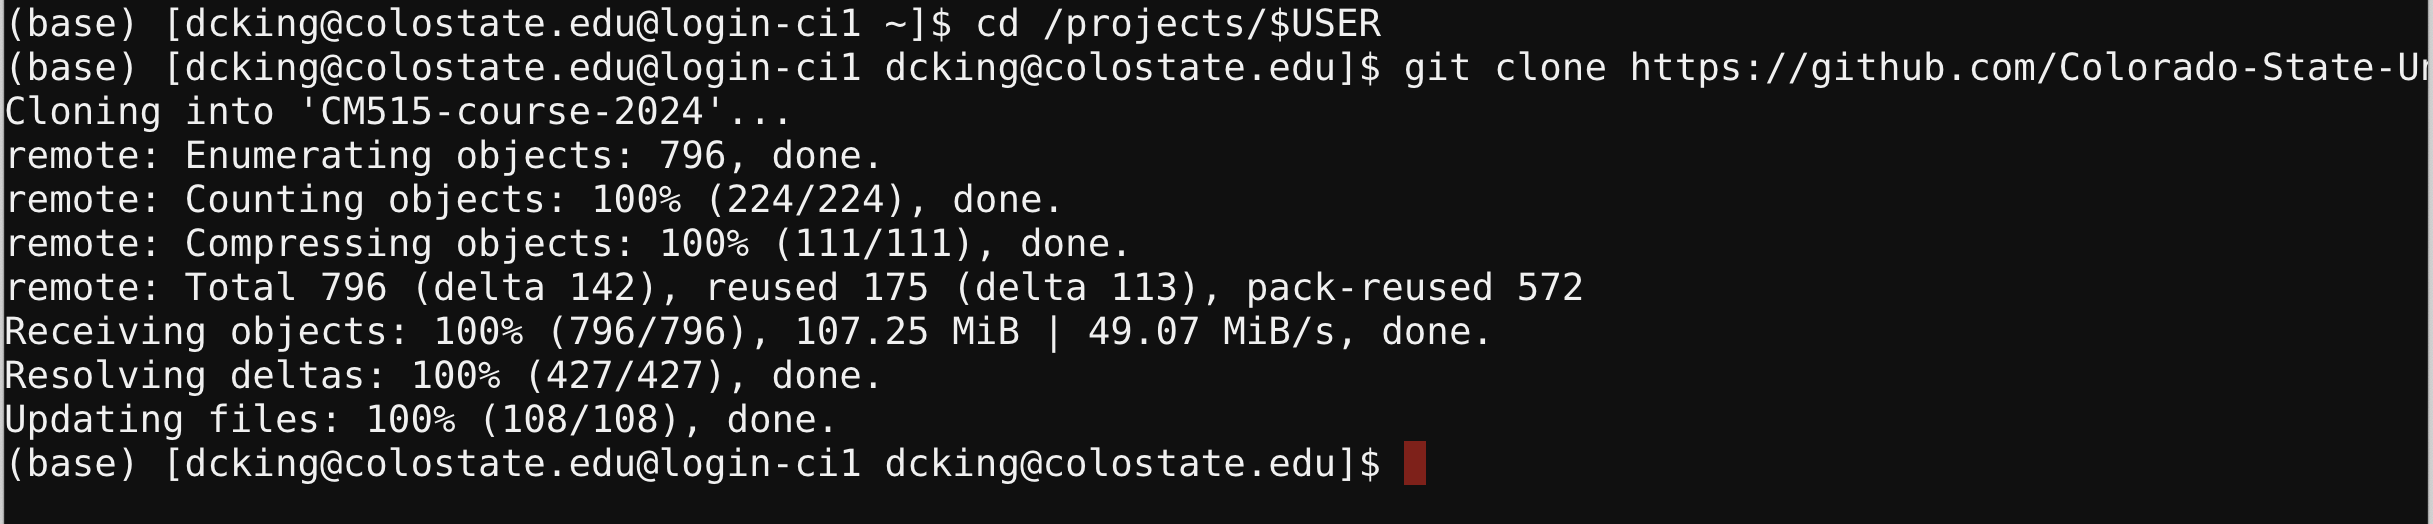 (base) [dcking@colostate.edu@login-ci1 ~]$ cd /projects/$USER
(base) [dcking@colostate.edu@login-ci1 dcking@colostate.edu]$ git clone https://github.com/Colorado-State-Un
Cloning into 'CM515-course-2024'...
remote: Enumerating objects: 796, done.
remote: Counting objects: 100% (224/224), done.
remote: Compressing objects: 100% (111/111), done.
remote: Total 796 (delta 142), reused 175 (delta 113), pack-reused 572
Receiving objects: 100% (796/796), 107.25 MiB | 49.07 MiB/s, done.
Resolving deltas: 100% (427/427), done.
Updating files: 100% (108/108), done.
(base) [dcking@colostate.edu@login-ci1 dcking@colostate.edu]$